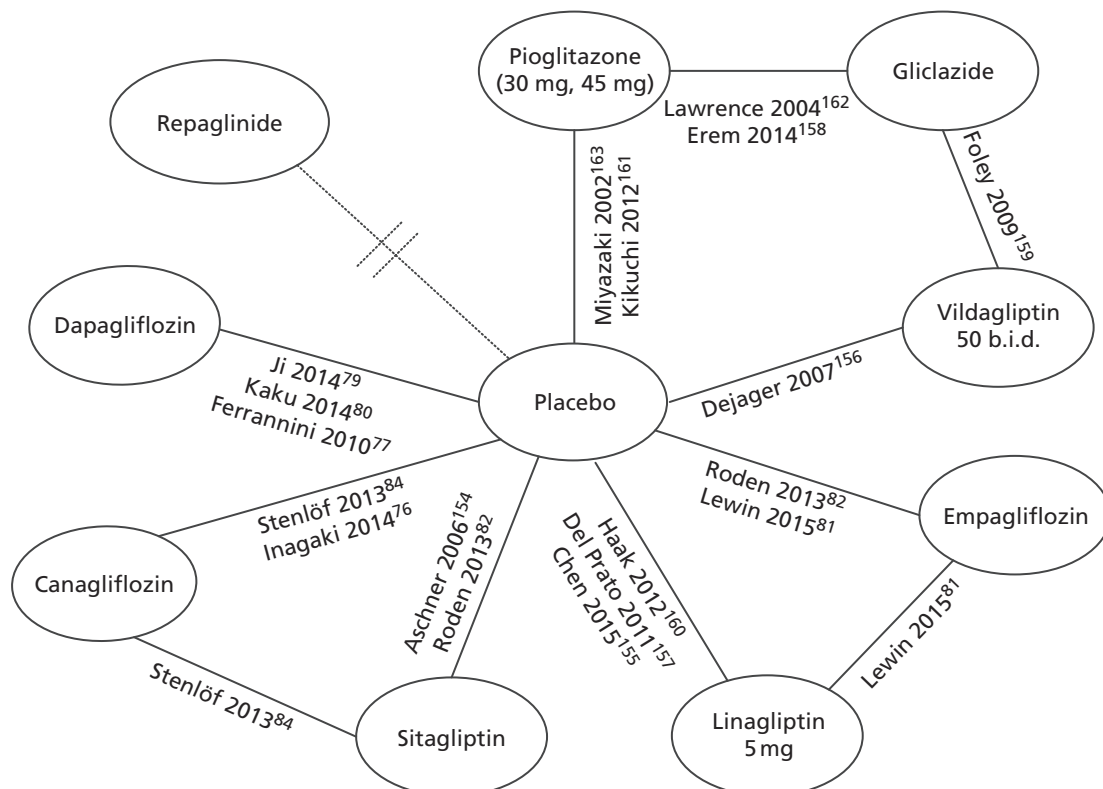 Pioglitazone
(30 mg, 45 mg)
Gliclazide
Lawrence 2004¹⁶²
Erem 2014¹⁵⁸
Repaglinide
Miyazaki 2002¹⁶³
Kikuchi 2012¹⁶¹
Foley 2009¹⁵⁹
Dapagliflozin
Vildagliptin
50 b.i.d.
Ji 2014⁷⁹
Kaku 2014⁸⁰
Ferrannini 2010⁷⁷
Placebo
Dejager 2007¹⁵⁶
Stenlöf 2013⁸⁴
Inagaki 2014⁷⁶
Roden 2013⁸²
Lewin 2015⁸¹
Empagliflozin
Aschner 2006¹⁵⁴
Roden 2013⁸²
Haak 2012¹⁶⁰
Del Prato 2011¹⁵⁷
Chen 2015¹⁵⁵
Canagliflozin
Lewin 2015⁸¹
Stenlöf 2013⁸⁴
Sitagliptin
Linagliptin
5 mg